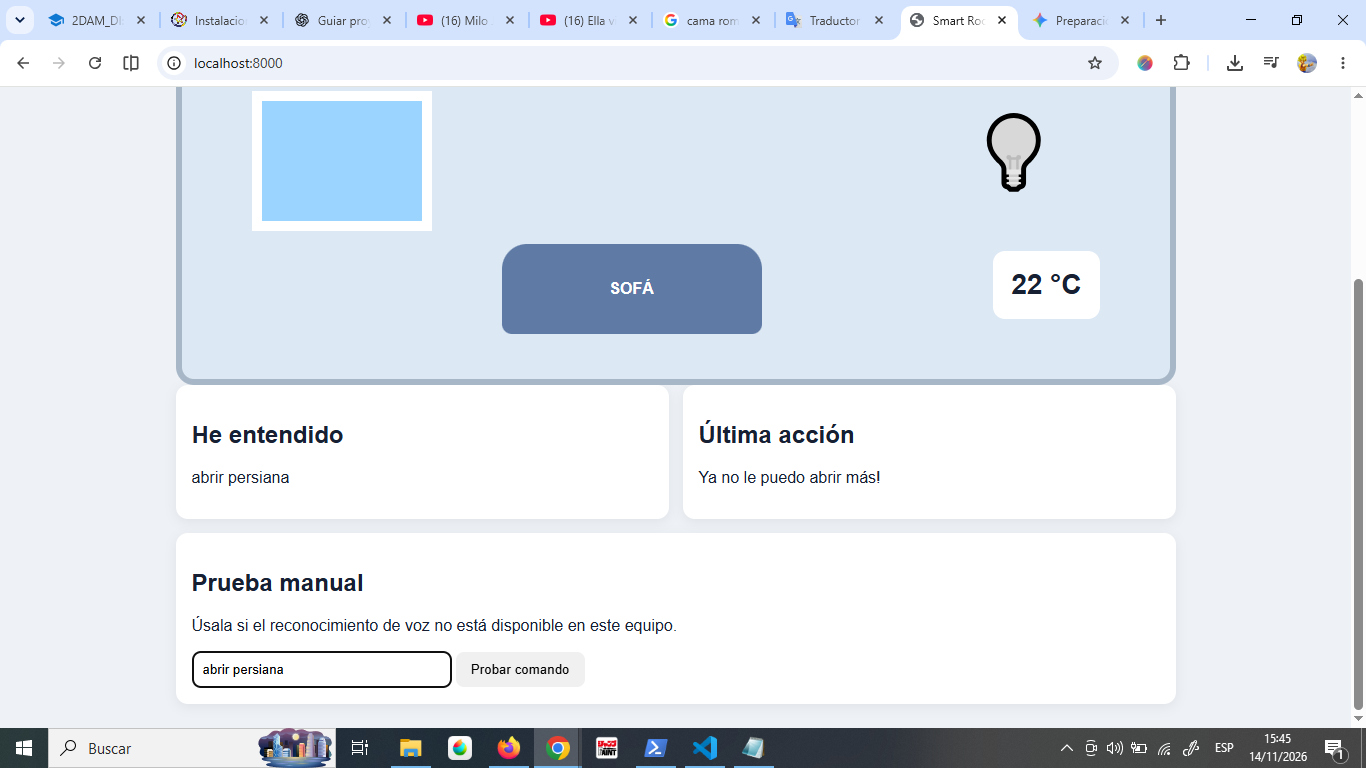 2DAM_DI
Instalacio
Guiar pro
(16) Milo
(16) Ella v
cama rom
Traductor
Smart Roo
Preparaci
localhost:8000
SOFÁ
22 °C
He entendido
abrir persiana
Última acción
Ya no le puedo abrir más!
Prueba manual
Úsala si el reconocimiento de voz no está disponible en este equipo.
abrir persiana
Probar comando
Buscar
ESP
15:45
14/11/2026
1